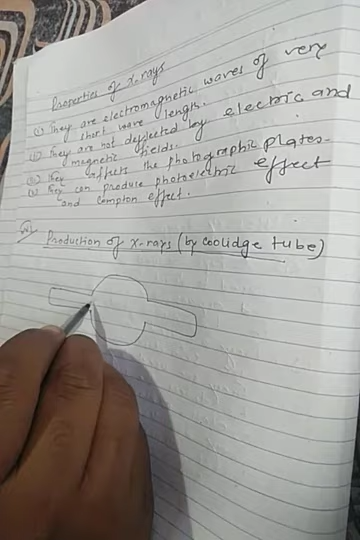 Properties of x-rays
(i) They are electromagnetic waves of very
short wave length.
(ii) They are not deflected by electric and
magnetic fields.
(iii) They affects the photographic plates.
(iv) They can produce photoelectric effect
and compton effect.
Production of x-rays (by coolidge tube)